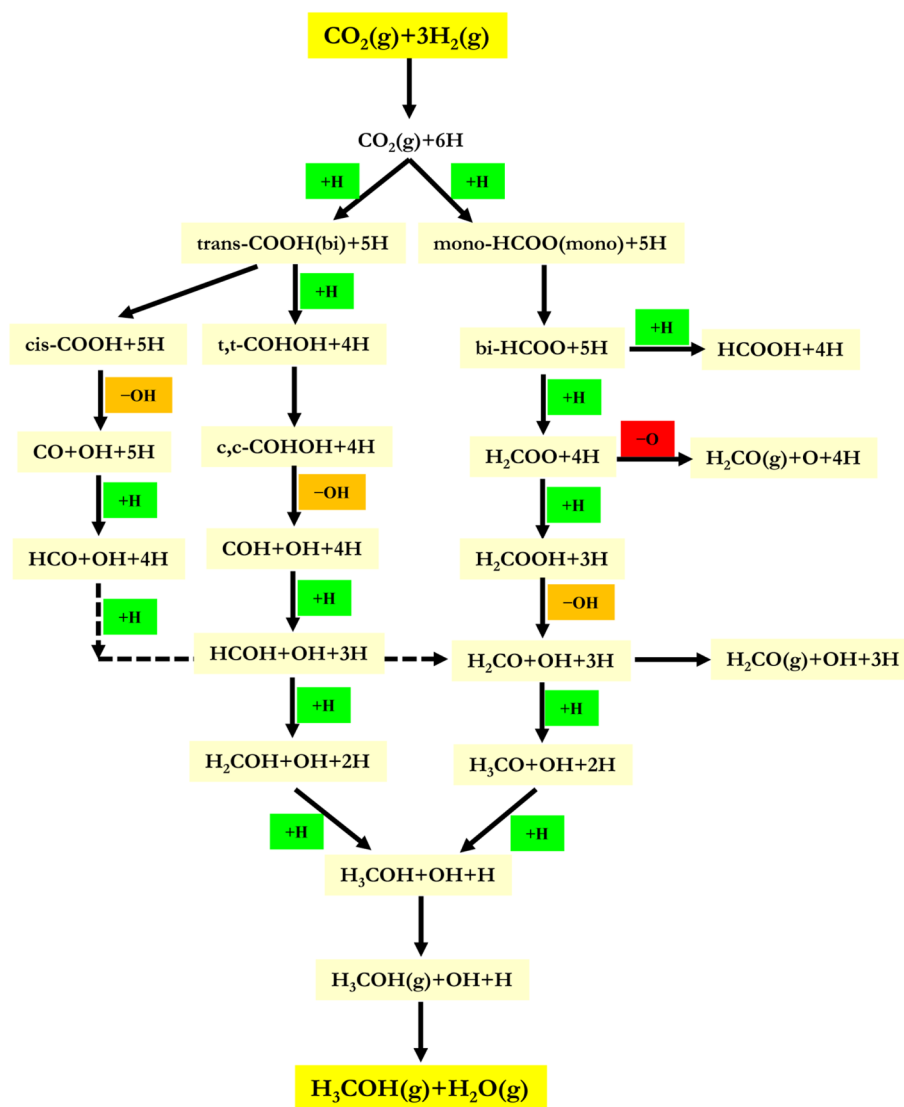 CO₂(g)+3H₂(g)
CO₂(g)+6H
+H
+H
trans-COOH(bi)+5H
mono-HCOO(mono)+5H
+H
+H
cis-COOH+5H
t,t-COHOH+4H
bi-HCOO+5H
HCOOH+4H
−OH
+H
CO+OH+5H
c,c-COHOH+4H
−O
H₂COO+4H
H₂CO(g)+O+4H
+H
−OH
+H
HCO+OH+4H
COH+OH+4H
H₂COOH+3H
+H
+H
−OH
HCOH+OH+3H
H₂CO+OH+3H
H₂CO(g)+OH+3H
+H
+H
H₂COH+OH+2H
H₃CO+OH+2H
+H
+H
H₃COH+OH+H
H₃COH(g)+OH+H
H₃COH(g)+H₂O(g)